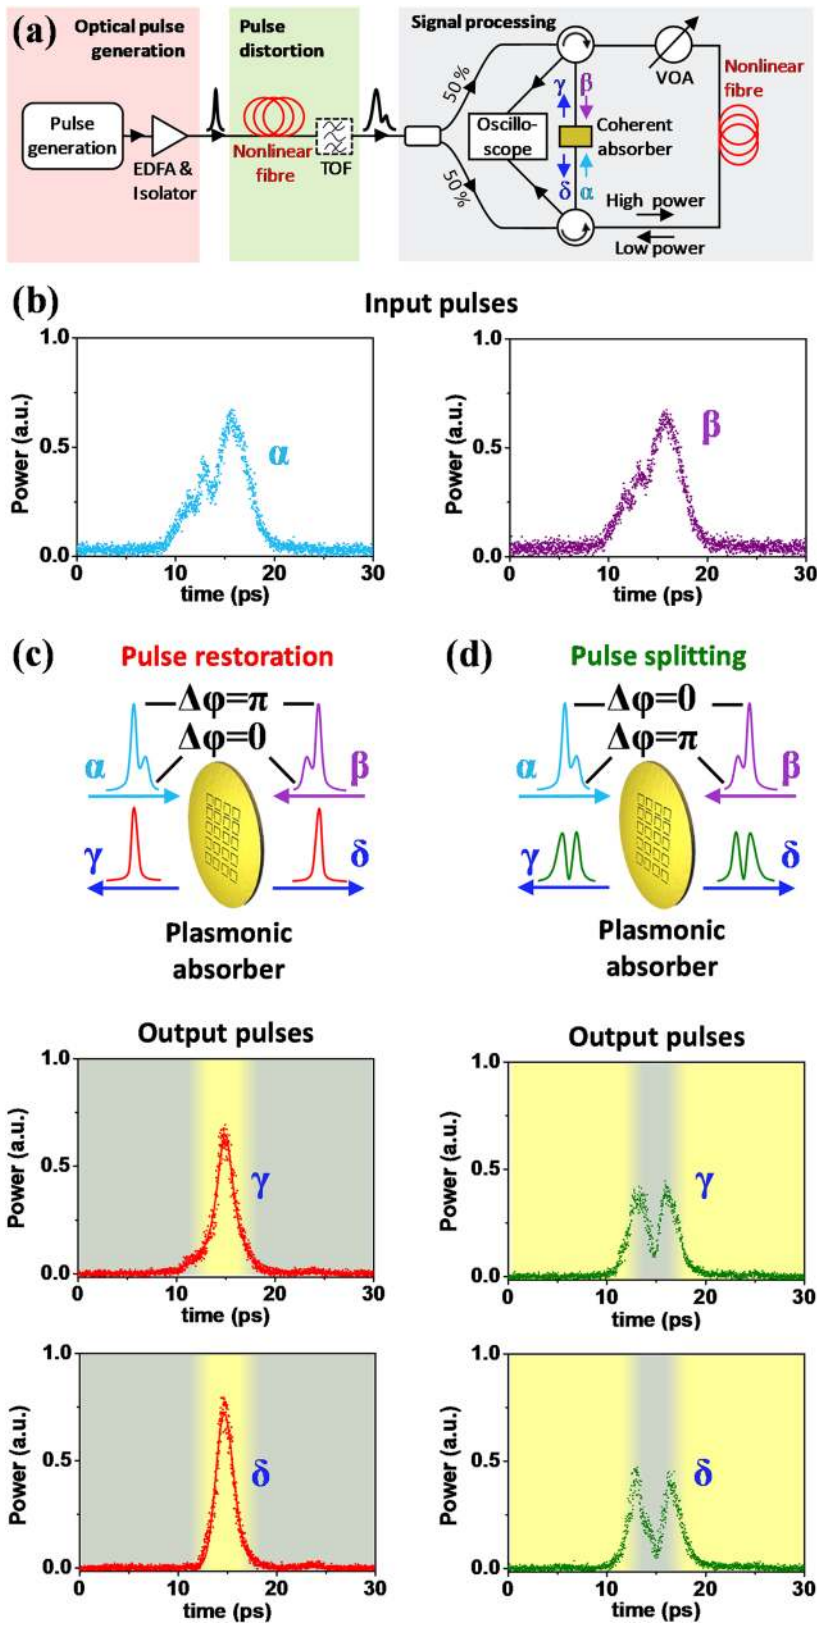 (a)
Optical pulse
generation
Pulse
distortion
Signal processing
Pulse
generation
EDFA &
Isolator
Nonlinear
fibre
TOF
50%
50%
Oscillo-
scope
γ
β
δ
α
Coherent
absorber
VOA
Nonlinear
fibre
High power
Low power
(b)
Input pulses
1.0
0.5
0.0
Power (a.u.)
α
0 10 20 30
time (ps)
1.0
0.5
0.0
Power (a.u.)
β
0 10 20 30
time (ps)
(c)
Pulse restoration
Δφ=π
Δφ=0
α
β
γ
δ
Plasmonic
absorber
(d)
Pulse splitting
Δφ=0
Δφ=π
α
β
γ
δ
Plasmonic
absorber
Output pulses
1.0
0.5
0.0
Power (a.u.)
γ
0 10 20 30
time (ps)
1.0
0.5
0.0
Power (a.u.)
δ
0 10 20 30
time (ps)
Output pulses
1.0
0.5
0.0
Power (a.u.)
γ
0 10 20 30
time (ps)
1.0
0.5
0.0
Power (a.u.)
δ
0 10 20 30
time (ps)